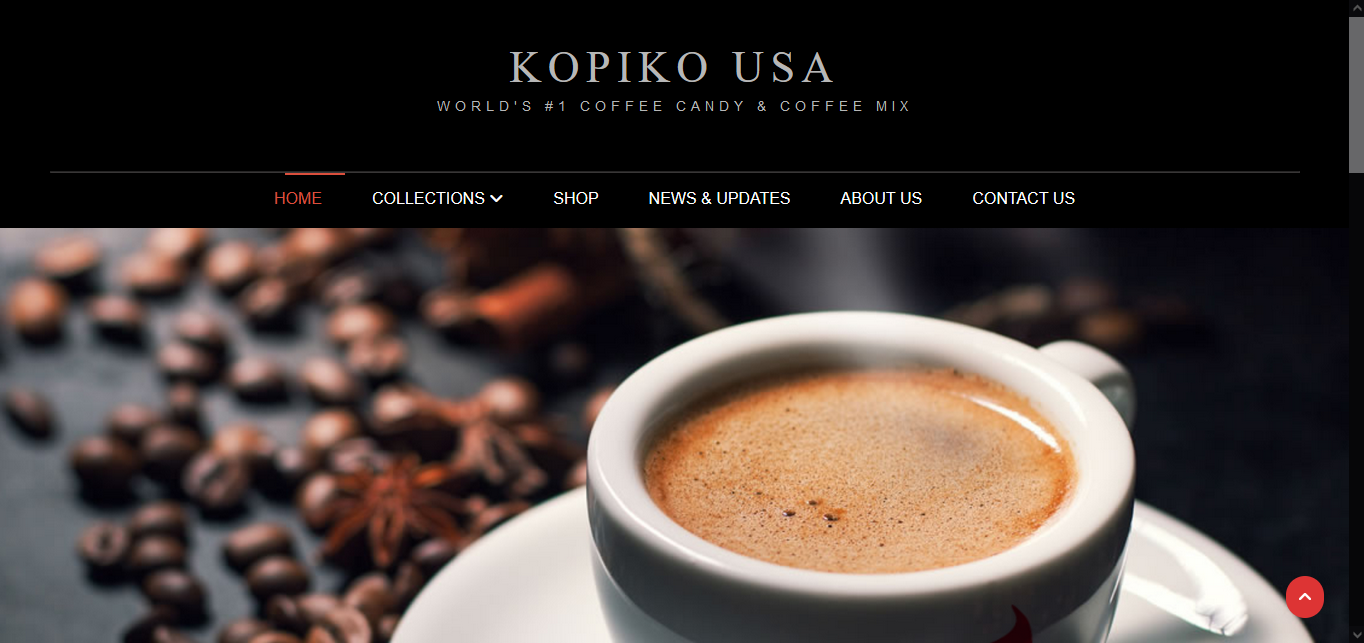 KOPIKO USA
WORLD'S #1 COFFEE CANDY & COFFEE MIX
HOME COLLECTIONS SHOP NEWS & UPDATES ABOUT US CONTACT US